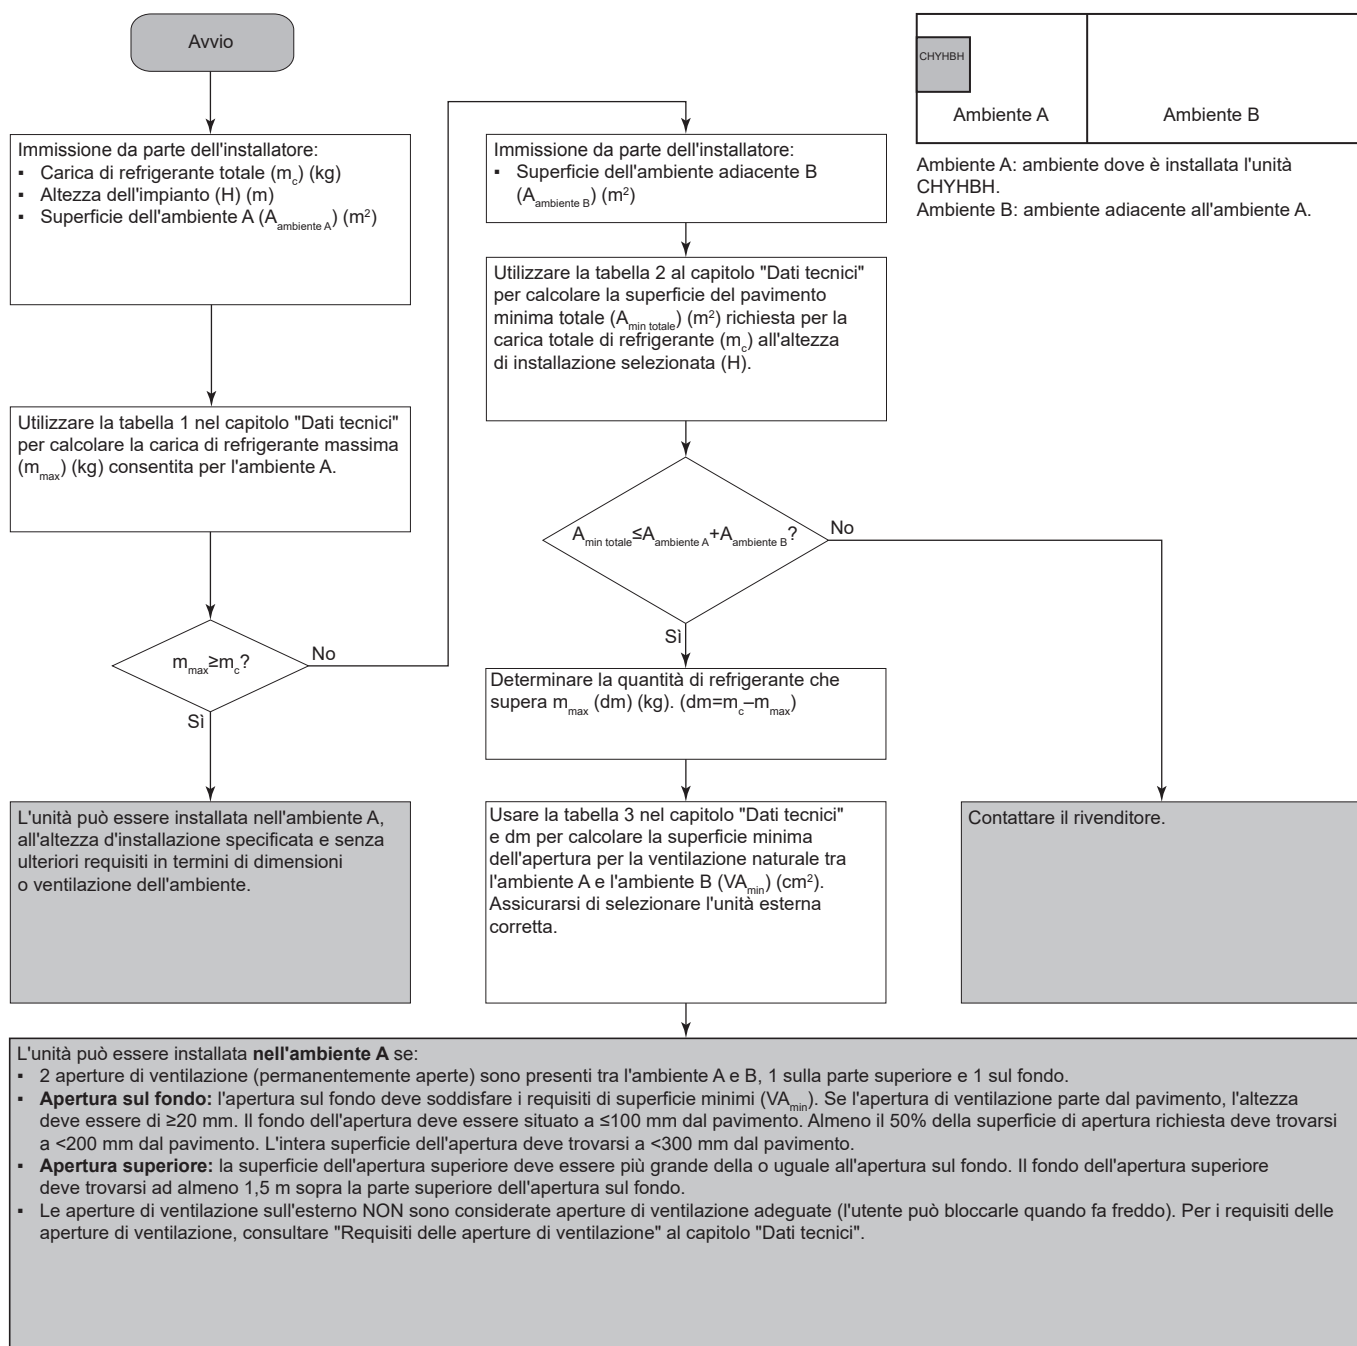 Avvio
Immissione da parte dell'installatore:
▪ Carica di refrigerante totale (mc) (kg)
▪ Altezza dell'impianto (H) (m)
▪ Superficie dell'ambiente A (Aambiente A) (m²)
Utilizzare la tabella 1 nel capitolo "Dati tecnici"
per calcolare la carica di refrigerante massima
(mmax) (kg) consentita per l'ambiente A.
mmax≥mc?
No
Sì
L'unità può essere installata nell'ambiente A,
all'altezza d'installazione specificata e senza
ulteriori requisiti in termini di dimensioni
o ventilazione dell'ambiente.
Immissione da parte dell'installatore:
▪ Superficie dell'ambiente adiacente B
(Aambiente B) (m²)
Utilizzare la tabella 2 al capitolo "Dati tecnici"
per calcolare la superficie del pavimento
minima totale (Amin totale) (m²) richiesta per la
carica totale di refrigerante (mc) all'altezza
di installazione selezionata (H).
Amin totale≤Aambiente A+Aambiente B?
No
Sì
Determinare la quantità di refrigerante che
supera mmax (dm) (kg). (dm=mc–mmax)
Usare la tabella 3 nel capitolo "Dati tecnici"
e dm per calcolare la superficie minima
dell'apertura per la ventilazione naturale tra
l'ambiente A e l'ambiente B (VAmin) (cm²).
Assicurarsi di selezionare l'unità esterna
corretta.
CHYHBH
Ambiente A
Ambiente B
Ambiente A: ambiente dove è installata l'unità
CHYHBH.
Ambiente B: ambiente adiacente all'ambiente A.
Contattare il rivenditore.
L'unità può essere installata nell'ambiente A se:
▪ 2 aperture di ventilazione (permanentemente aperte) sono presenti tra l'ambiente A e B, 1 sulla parte superiore e 1 sul fondo.
▪ Apertura sul fondo: l'apertura sul fondo deve soddisfare i requisiti di superficie minimi (VAmin). Se l'apertura di ventilazione parte dal pavimento, l'altezza
deve essere di ≥20 mm. Il fondo dell'apertura deve essere situato a ≤100 mm dal pavimento. Almeno il 50% della superficie di apertura richiesta deve trovarsi
a <200 mm dal pavimento. L'intera superficie dell'apertura deve trovarsi a <300 mm dal pavimento.
▪ Apertura superiore: la superficie dell'apertura superiore deve essere più grande della o uguale all'apertura sul fondo. Il fondo dell'apertura superiore
deve trovarsi ad almeno 1,5 m sopra la parte superiore dell'apertura sul fondo.
▪ Le aperture di ventilazione sull'esterno NON sono considerate aperture di ventilazione adeguate (l'utente può bloccarle quando fa freddo). Per i requisiti delle
aperture di ventilazione, consultare "Requisiti delle aperture di ventilazione" al capitolo "Dati tecnici".